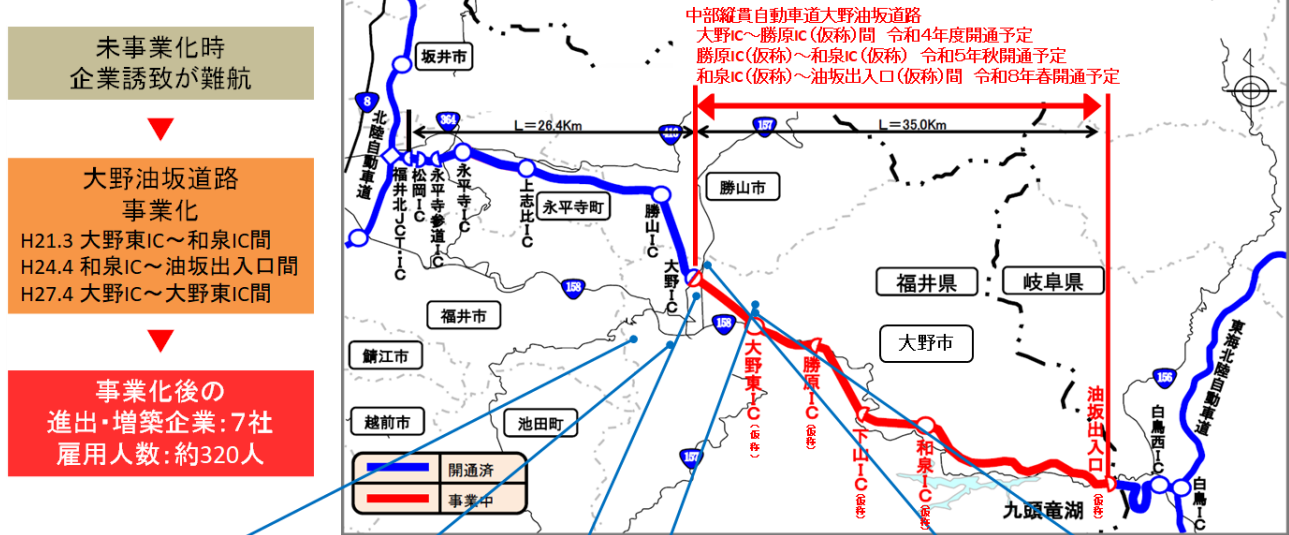 未事業化時
企業誘致が難航
大野油坂道路
事業化
H21.3 大野東IC～和泉IC間
H24.4 和泉IC～油坂出入口間
H27.4 大野IC～大野東IC間
事業化後の
進出・増築企業：７社
雇用人数：約320人
中部縦貫自動車道大野油坂道路
大野IC～勝原IC（仮称）間　令和4年度開通予定
勝原IC（仮称）～和泉IC（仮称）　令和5年秋開通予定
和泉IC（仮称）～油坂出入口（仮称）間　令和8年春開通予定
坂井市
8
北陸自動車道
364
L＝26.4Km
157
L＝35.0Km
福井北JCT・IC
松岡IC
永平寺参道IC
永平寺IC
上志比IC
永平寺町
勝山IC
勝山市
大野IC
158
福井市
158
福井県
岐阜県
大野市
鯖江市
越前市
池田町
157
大野東IC（仮称）
勝原IC（仮称）
下山IC（仮称）
和泉IC（仮称）
油坂出入口（仮称）
九頭竜湖
156
東海北陸自動車道
白鳥西IC
白鳥IC
開通済
事業中